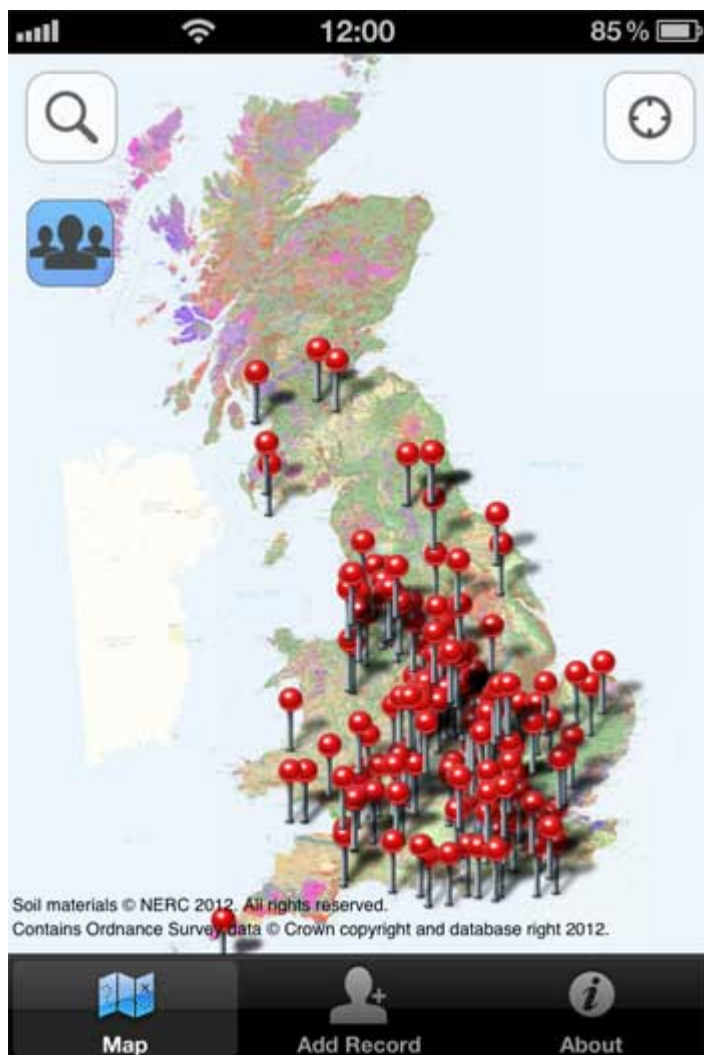 12:00
85%
Soil materials © NERC 2012. All rights reserved.
Contains Ordnance Survey data © Crown copyright and database right 2012.
Map
Add Record
About